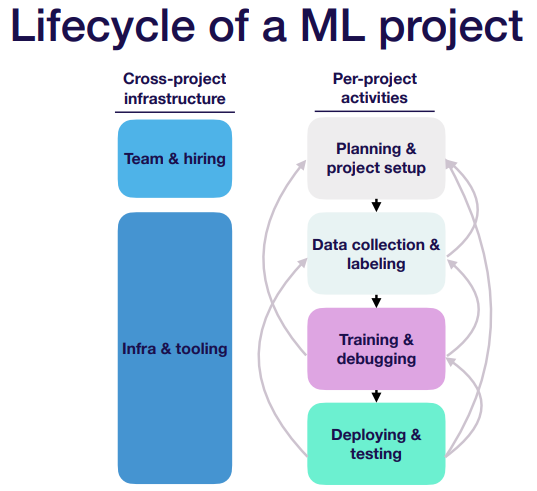 Lifecycle of a ML project
Cross-project
infrastructure
Per-project
activities
Team & hiring
Planning &
project setup
Data collection &
labeling
Infra & tooling
Training &
debugging
Deploying &
testing